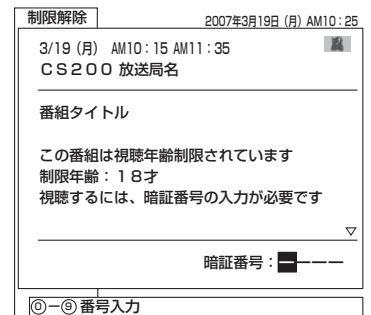 制限解除 2007年3月19日 (月) AM10:25
3/19 (月) AM10:15 AM11:35
CS200 放送局名
番組タイトル
この番組は視聴年齢制限されています
制限年齢：18才
視聴するには、暗証番号の入力が必要です
▽
暗証番号：－－－－
⓪－⑨ 番号入力